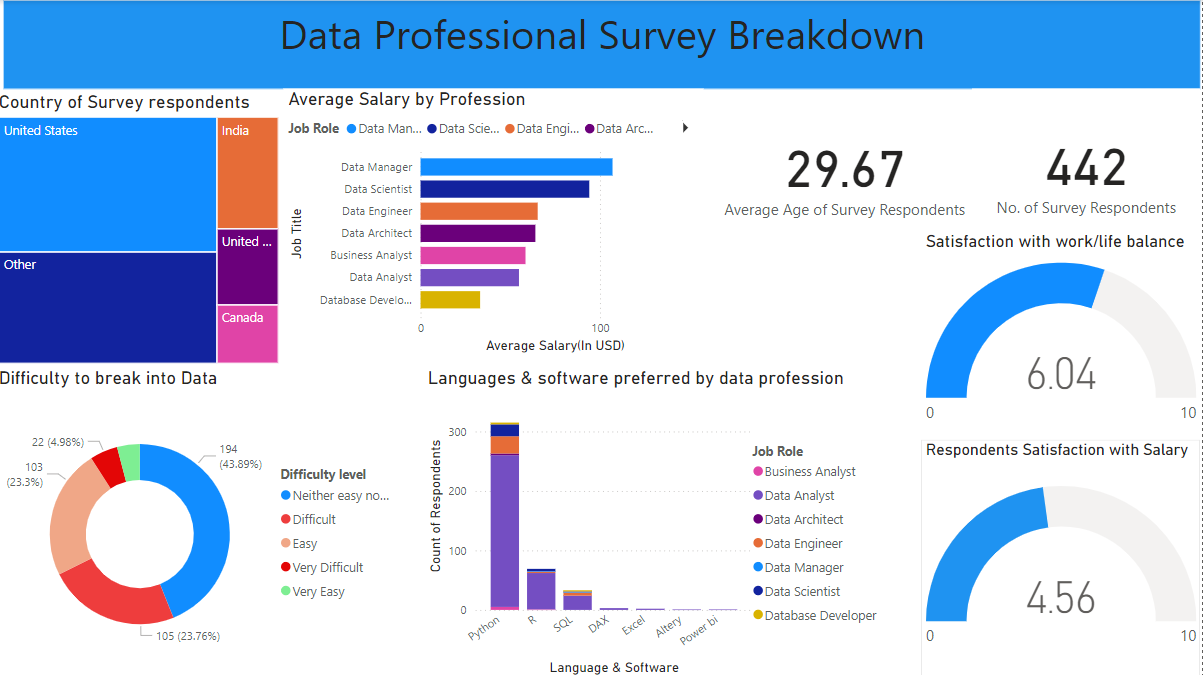 Data Professional Survey Breakdown
Country of Survey respondents
United States
India
Other
United ...
Canada
Average Salary by Profession
Job Role
Data Man...
Data Scie...
Data Engi...
Data Arc...
Job Title
Data Manager
Data Scientist
Data Engineer
Data Architect
Business Analyst
Data Analyst
Database Develo...
0
100
Average Salary(In USD)
29.67
Average Age of Survey Respondents
442
No. of Survey Respondents
Satisfaction with work/life balance
6.04
0
10
Difficulty to break into Data
22 (4.98%)
103
(23.3%)
194
(43.89%)
105 (23.76%)
Difficulty level
Neither easy no...
Difficult
Easy
Very Difficult
Very Easy
Languages & software preferred by data profession
Count of Respondents
300
200
100
0
Python
R
SQL
DAX
Excel
Altery
Power bi
Language & Software
Job Role
Business Analyst
Data Analyst
Data Architect
Data Engineer
Data Manager
Data Scientist
Database Developer
Respondents Satisfaction with Salary
4.56
0
10